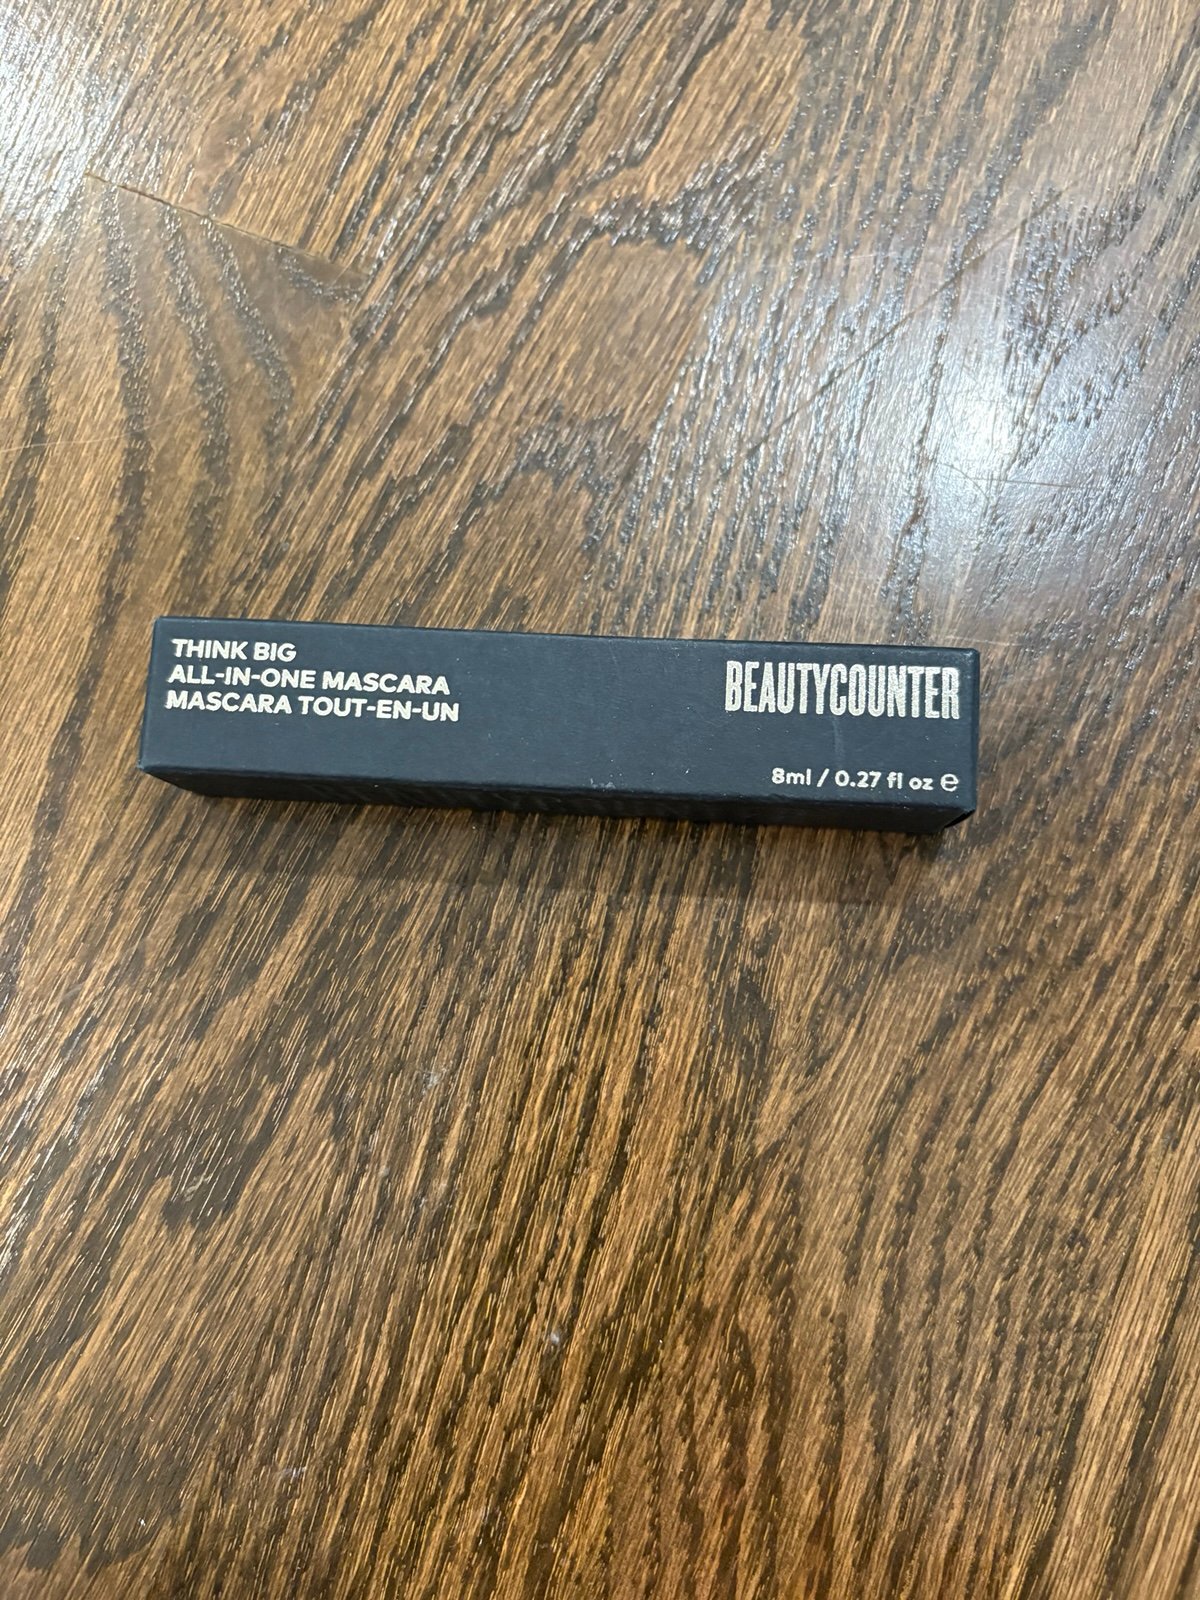 THINK BIG
ALL-IN-ONE MASCARA
MASCARA TOUT-EN-UN
BEAUTYCOUNTER
8ml / 0.27 fl oz ℮